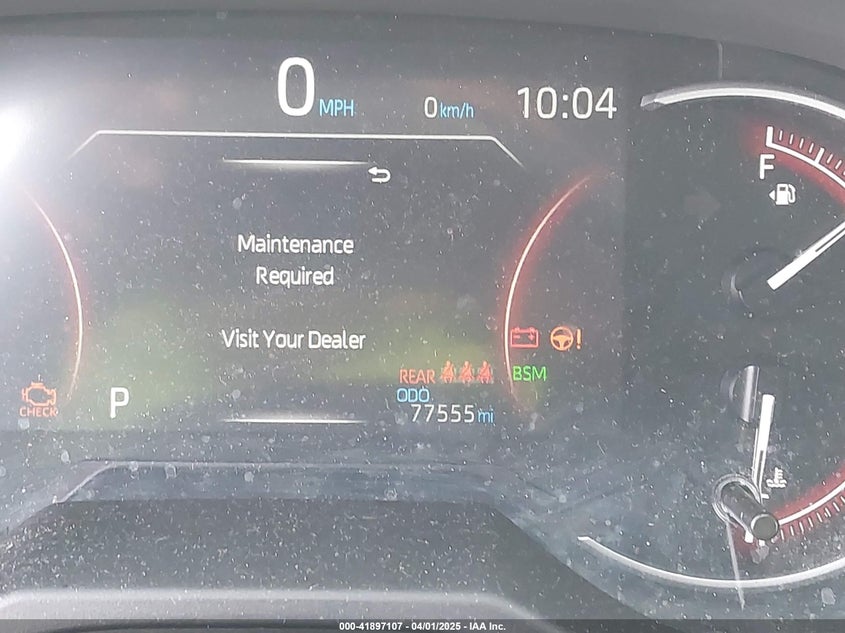 0 MPH 0 km/h 10:04
F
Maintenance
Required
Visit Your Dealer
REAR BSM
CHECK P ODO
77555 mi
000-41897107 - 04/01/2025 - IAA Inc.